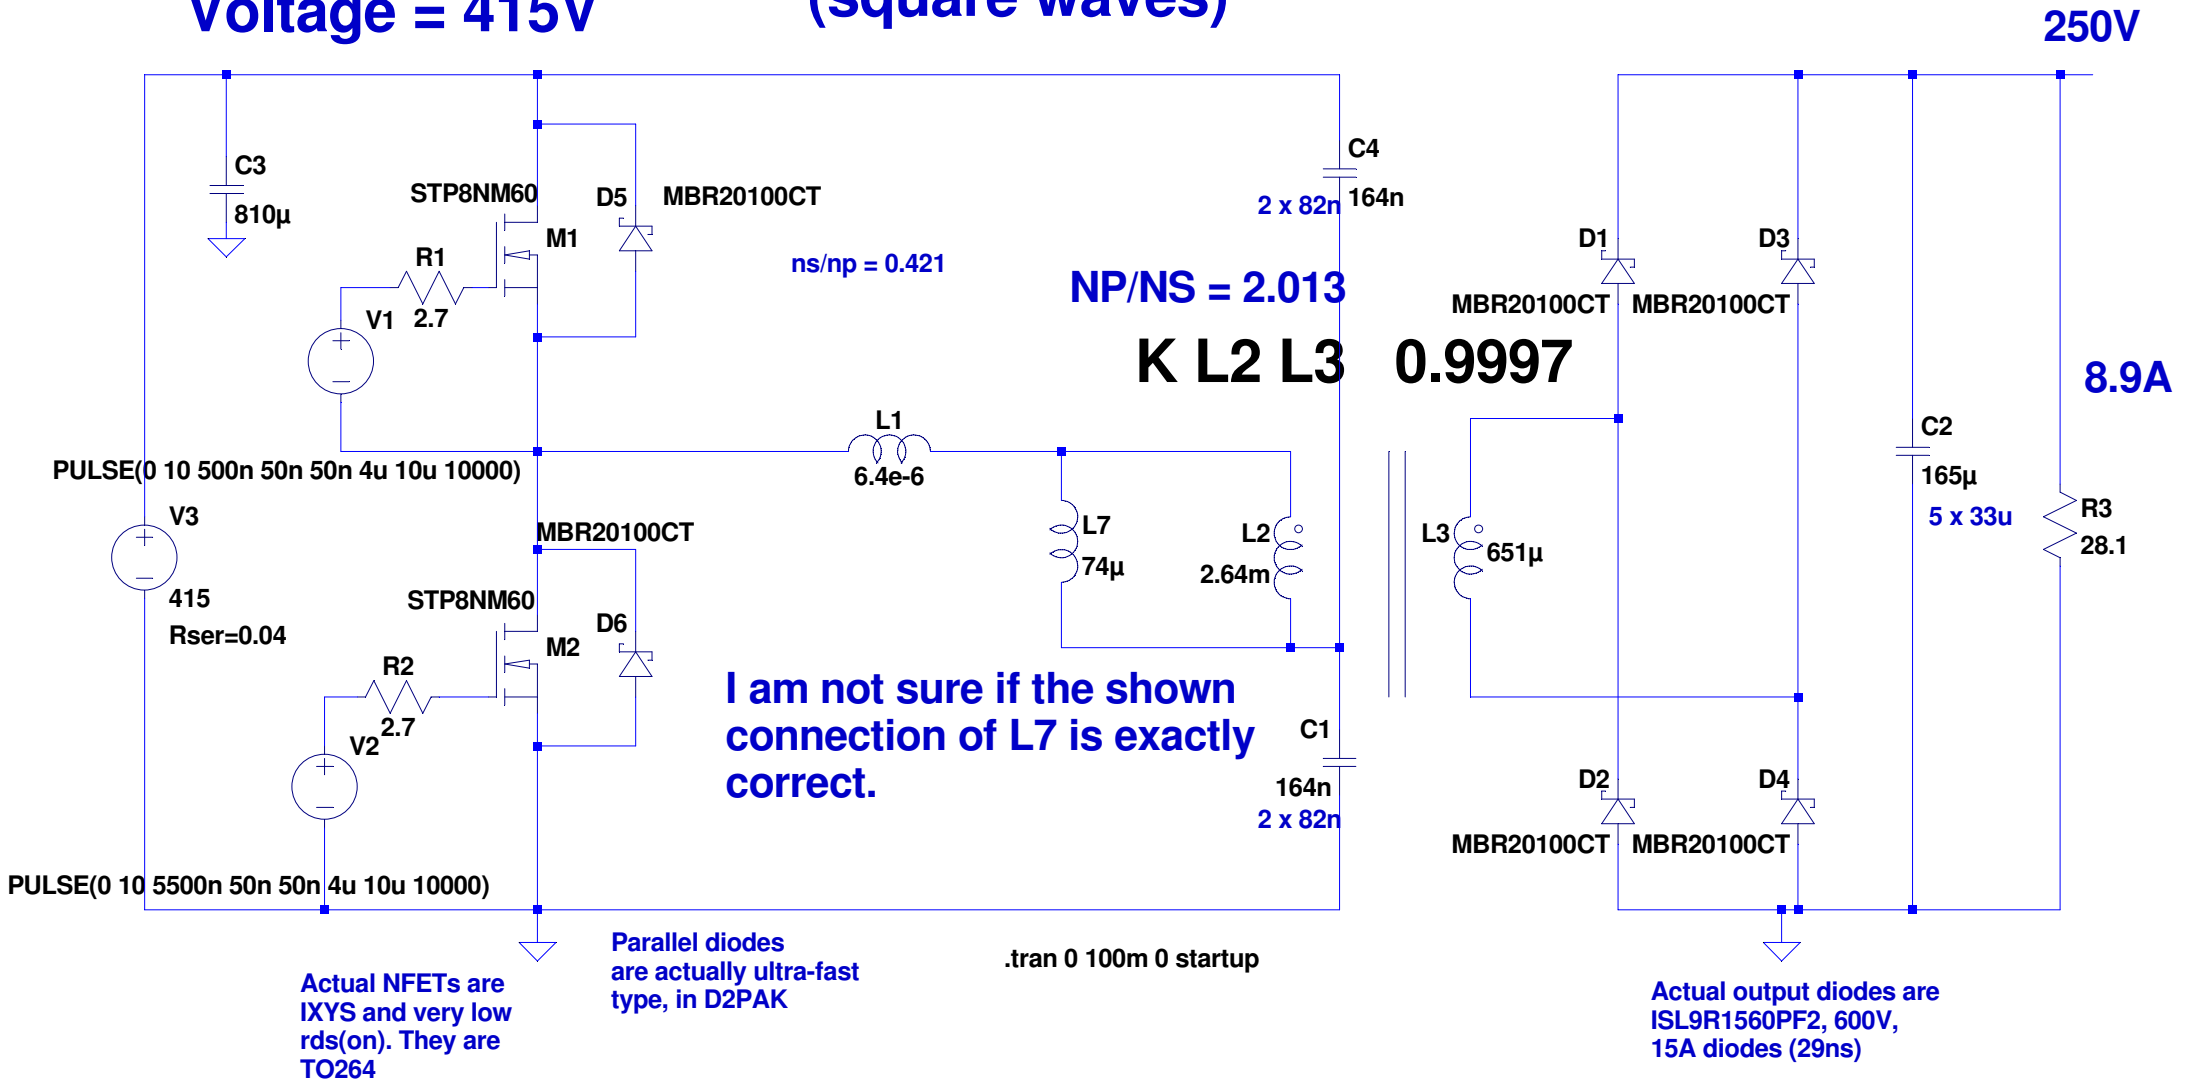 Voltage = 415V
(square waves)
250V
C3
810µ
STP8NM60
D5
MBR20100CT
M1
R1
2.7
V1
ns/np = 0.421
C4
164n
2 x 82n
NP/NS = 2.013
K L2 L3 0.9997
D1
D3
MBR20100CT
MBR20100CT
8.9A
PULSE(0 10 500n 50n 50n 4u 10u 10000)
L1
6.4e-6
C2
165µ
5 x 33u
V3
415
Rser=0.04
MBR20100CT
L7
74µ
L2
2.64m
L3
651µ
R3
28.1
STP8NM60
D6
M2
R2
2.7
V2
I am not sure if the shown
connection of L7 is exactly
correct.
C1
164n
2 x 82n
D2
D4
MBR20100CT
MBR20100CT
PULSE(0 10 5500n 50n 50n 4u 10u 10000)
Actual NFETs are
IXYS and very low
rds(on). They are
TO264
Parallel diodes
are actually ultra-fast
type, in D2PAK
.tran 0 100m 0 startup
Actual output diodes are
ISL9R1560PF2, 600V,
15A diodes (29ns)